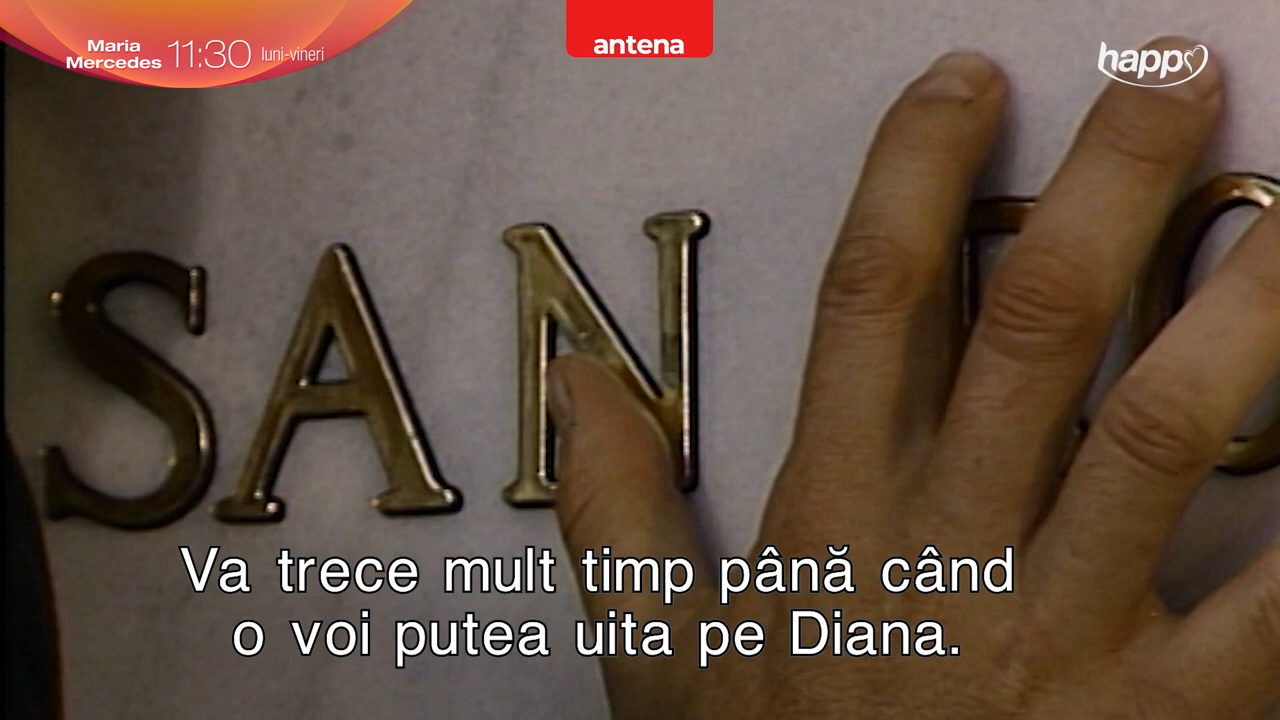 Maria
Mercedes 11:30 luni-vineri
antena
happy
SAN TO
Va trece mult timp până când
o voi putea uita pe Diana.